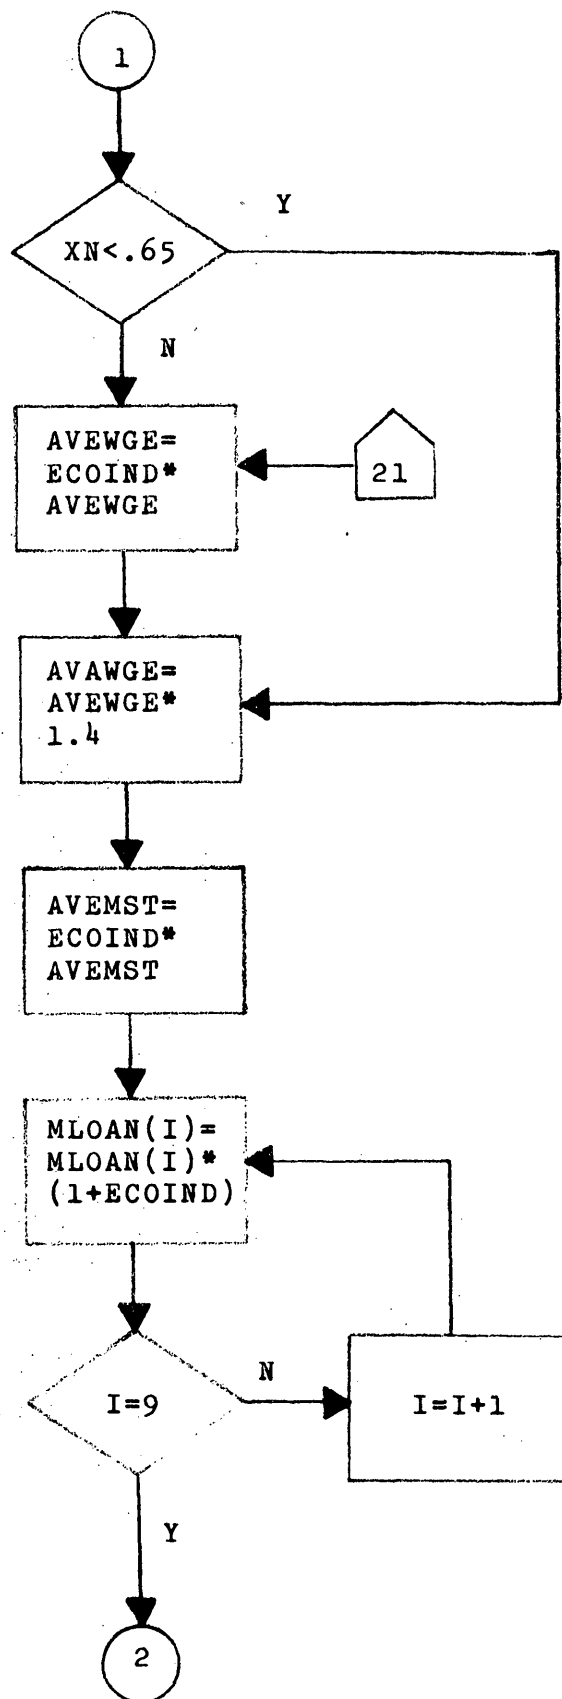 1
Y
XN<.65
N
AVEWGE=
ECOIND*
AVEWGE
21
AVAWGE=
AVEWGE*
1.4
AVEMST=
ECOIND*
AVEMST
MLOAN(I)=
MLOAN(I)*
(1+ECOIND)
N
I=9
I=I+1
Y
2